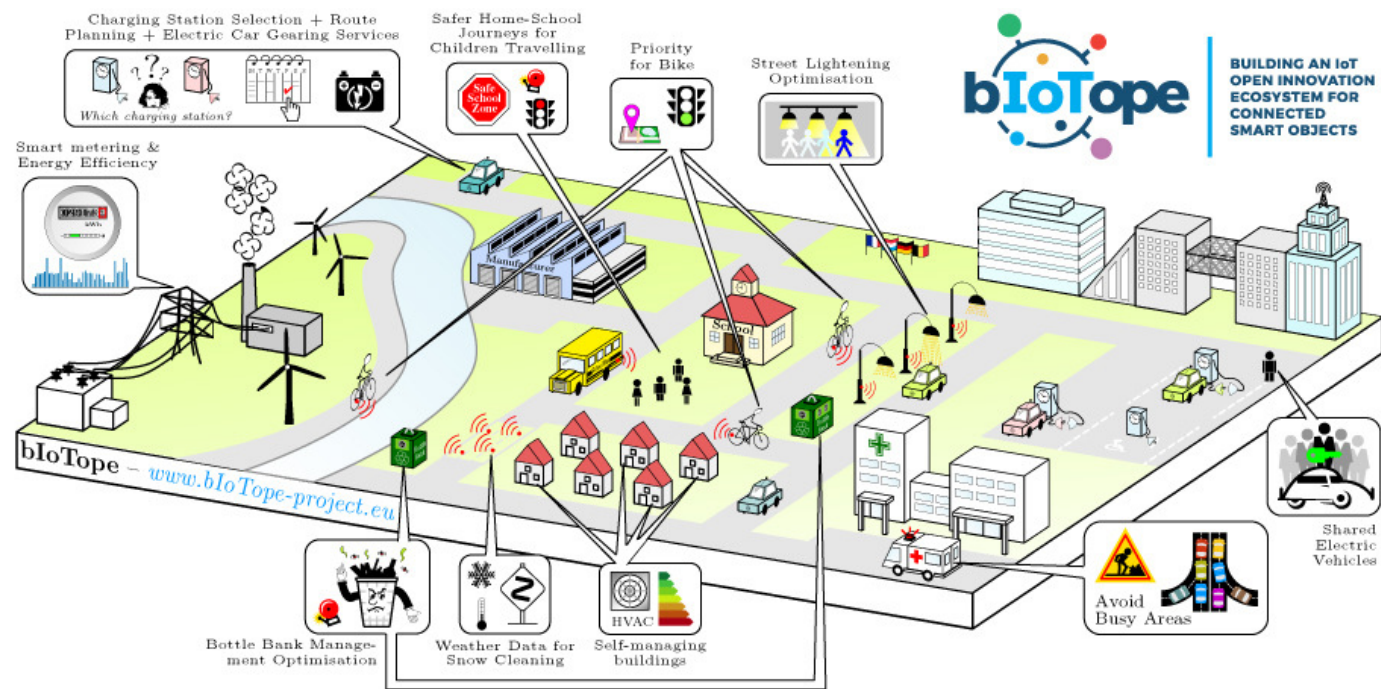 Charging Station Selection + Route
Planning + Electric Car Gearing Services
Which charging station?
Safer Home-School
Journeys for
Children Travelling
Safe
School
Zone
Priority
for Bike
Street Lightening
Optimisation
bIoTope
BUILDING AN IoT
OPEN INNOVATION
ECOSYSTEM FOR
CONNECTED
SMART OBJECTS
Smart metering &
Energy Efficiency
Manufacturer
School
bIoTope – www.bIoTope-project.eu
Bottle Bank Manage-
ment Optimisation
Weather Data for
Snow Cleaning
HVAC
Self-managing
buildings
Avoid
Busy Areas
Shared
Electric
Vehicles